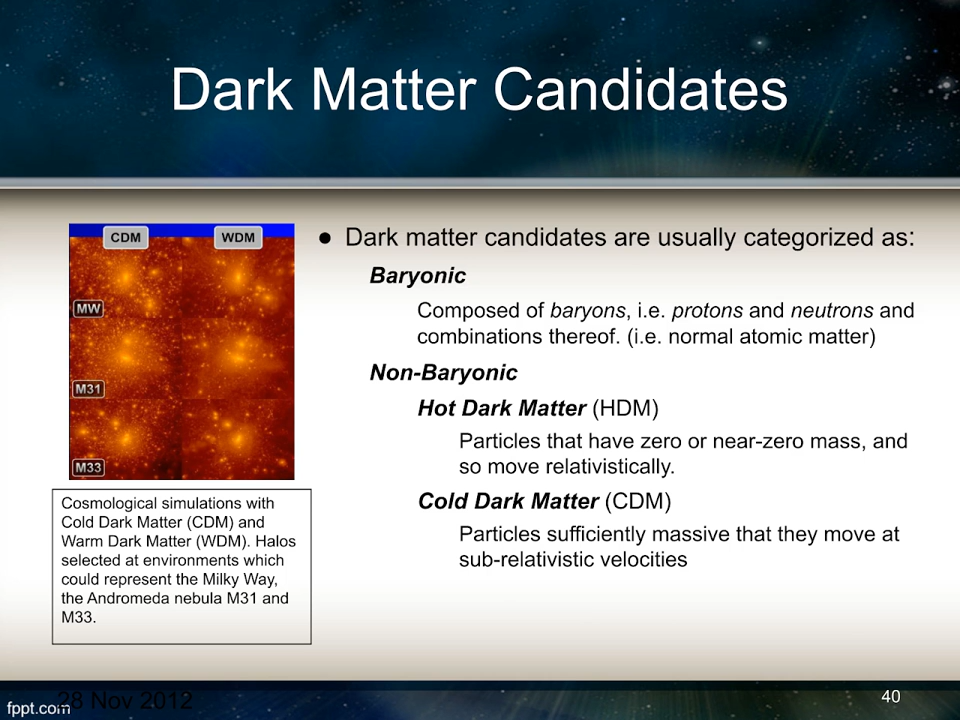 Dark Matter Candidates
CDM
WDM
MW
M31
M33
Cosmological simulations with
Cold Dark Matter (CDM) and
Warm Dark Matter (WDM). Halos
selected at environments which
could represent the Milky Way,
the Andromeda nebula M31 and
M33.
● Dark matter candidates are usually categorized as:
Baryonic
Composed of baryons, i.e. protons and neutrons and
combinations thereof. (i.e. normal atomic matter)
Non-Baryonic
Hot Dark Matter (HDM)
Particles that have zero or near-zero mass, and
so move relativistically.
Cold Dark Matter (CDM)
Particles sufficiently massive that they move at
sub-relativistic velocities
28 Nov 2012
fppt.com
40